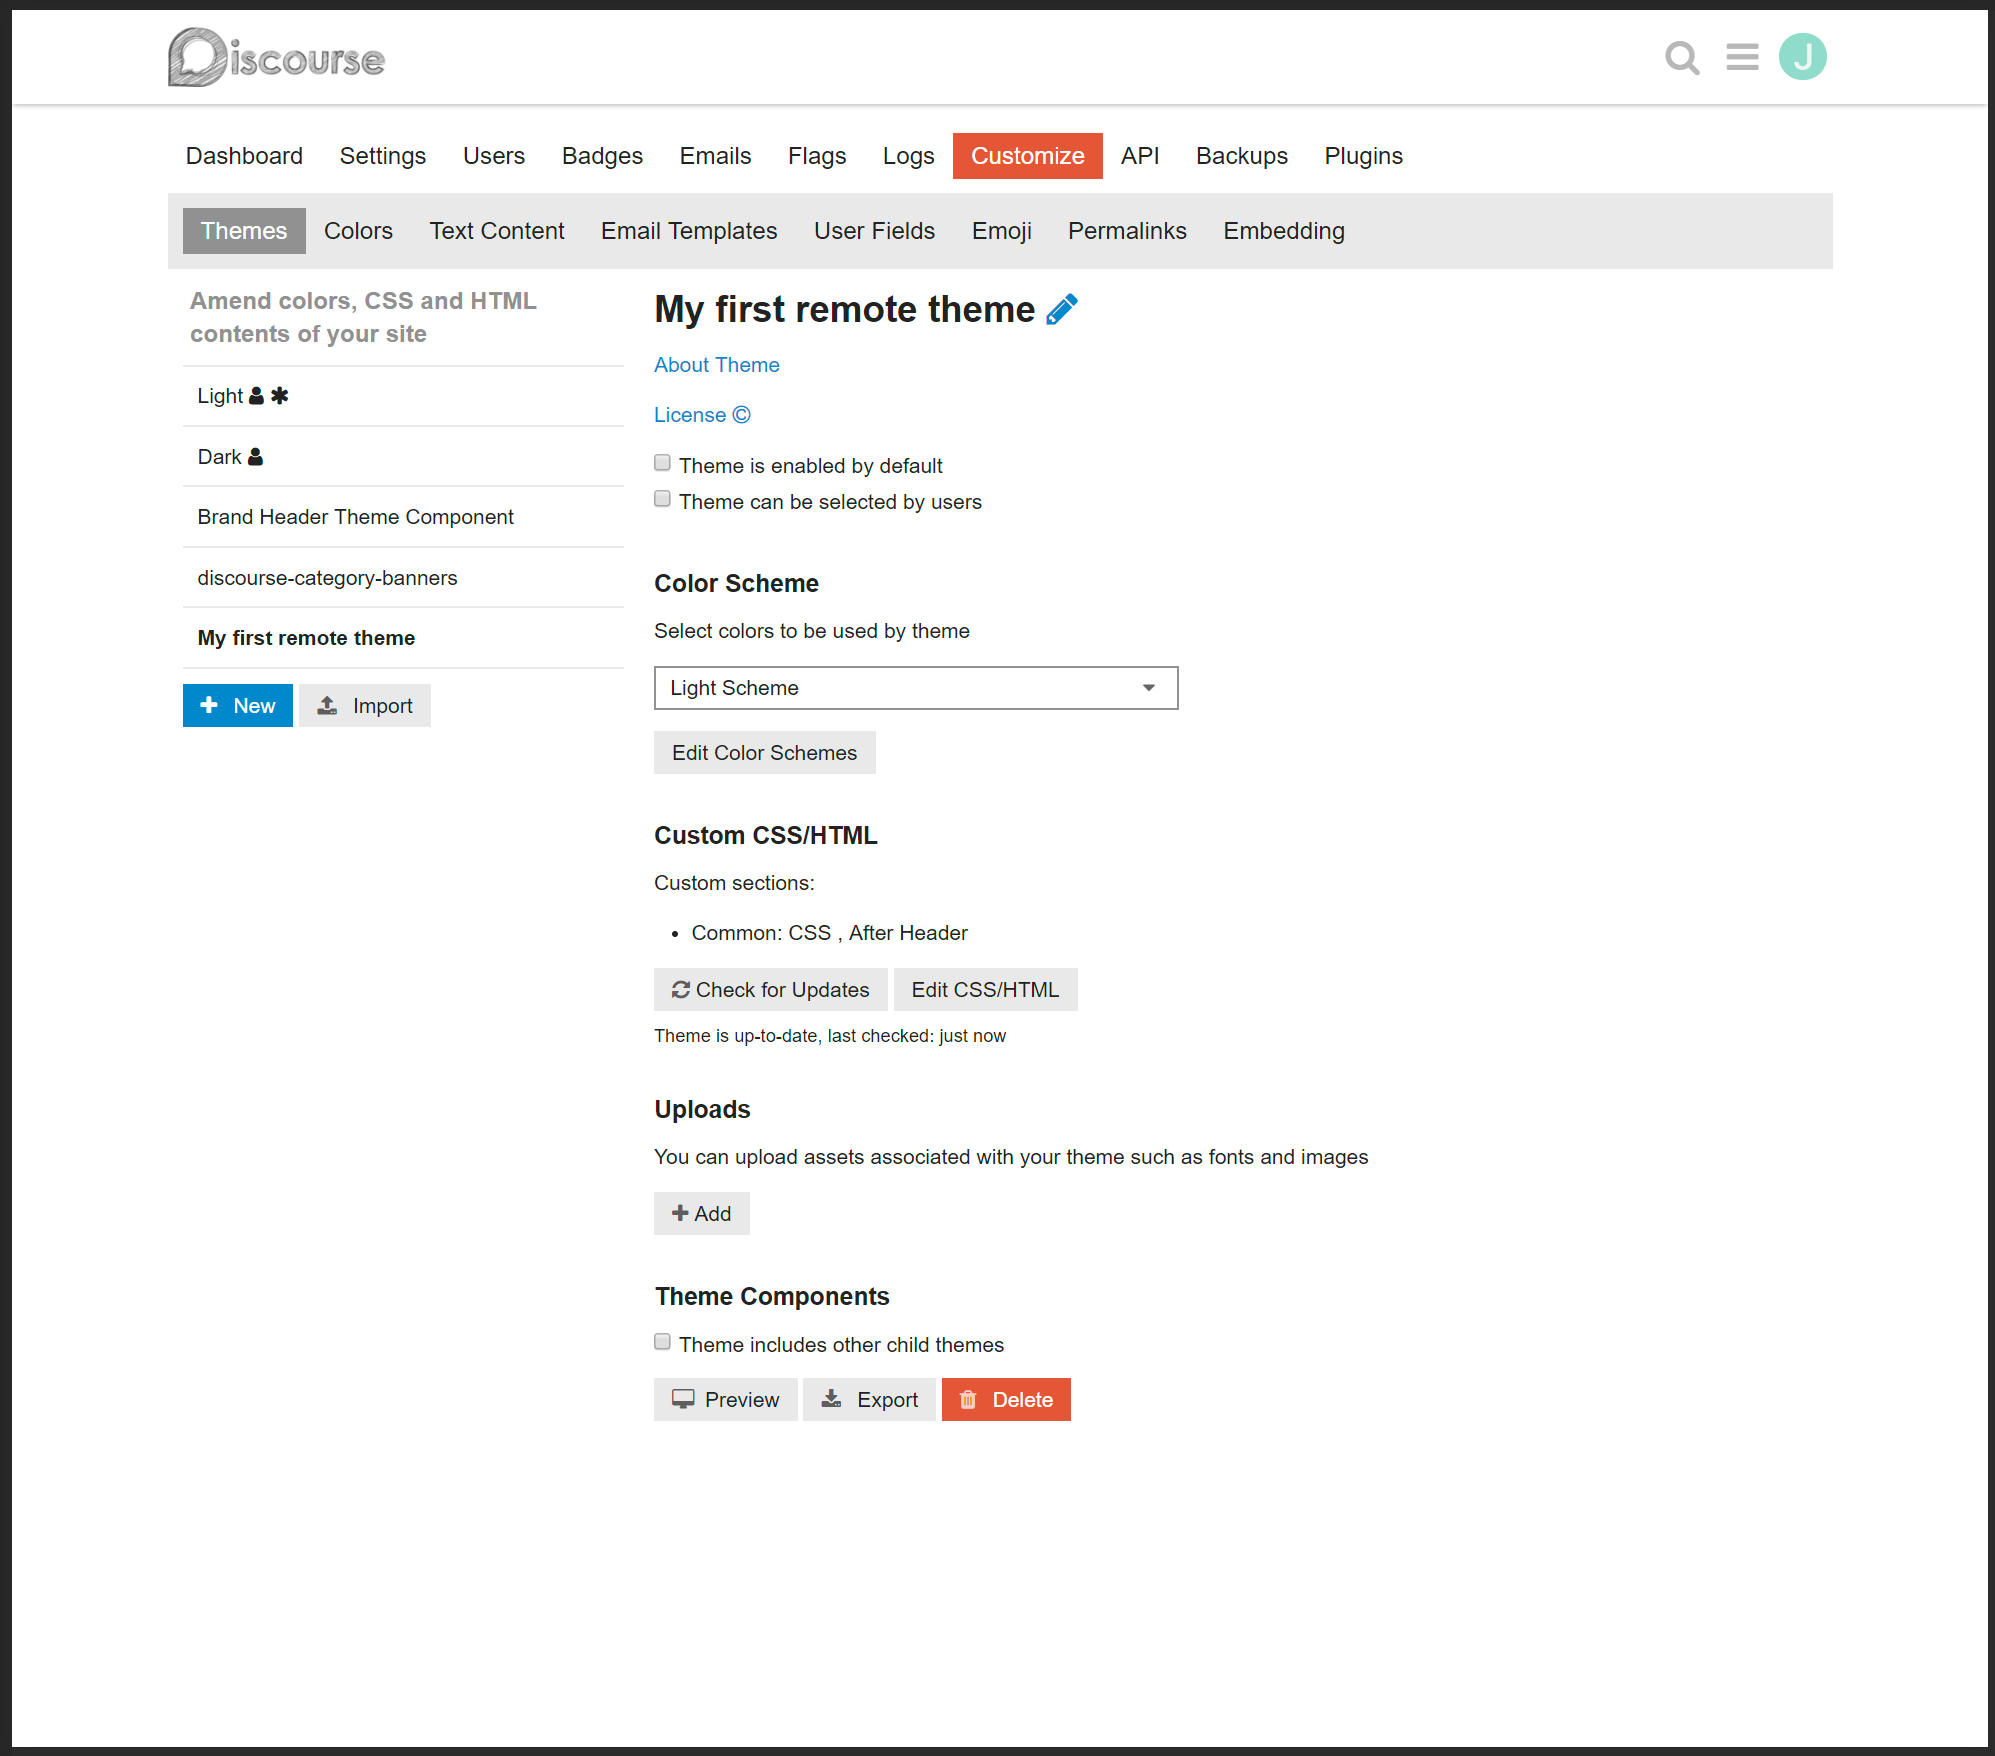 Discourse
J
Dashboard Settings Users Badges Emails Flags Logs Customize API Backups Plugins
Themes Colors Text Content Email Templates User Fields Emoji Permalinks Embedding
Amend colors, CSS and HTML
contents of your site
Light
Dark
Brand Header Theme Component
discourse-category-banners
My first remote theme
New Import
My first remote theme
About Theme
License ©
Theme is enabled by default
Theme can be selected by users
Color Scheme
Select colors to be used by theme
Light Scheme
Edit Color Schemes
Custom CSS/HTML
Custom sections:
• Common: CSS , After Header
Check for Updates Edit CSS/HTML
Theme is up-to-date, last checked: just now
Uploads
You can upload assets associated with your theme such as fonts and images
Add
Theme Components
Theme includes other child themes
Preview Export Delete